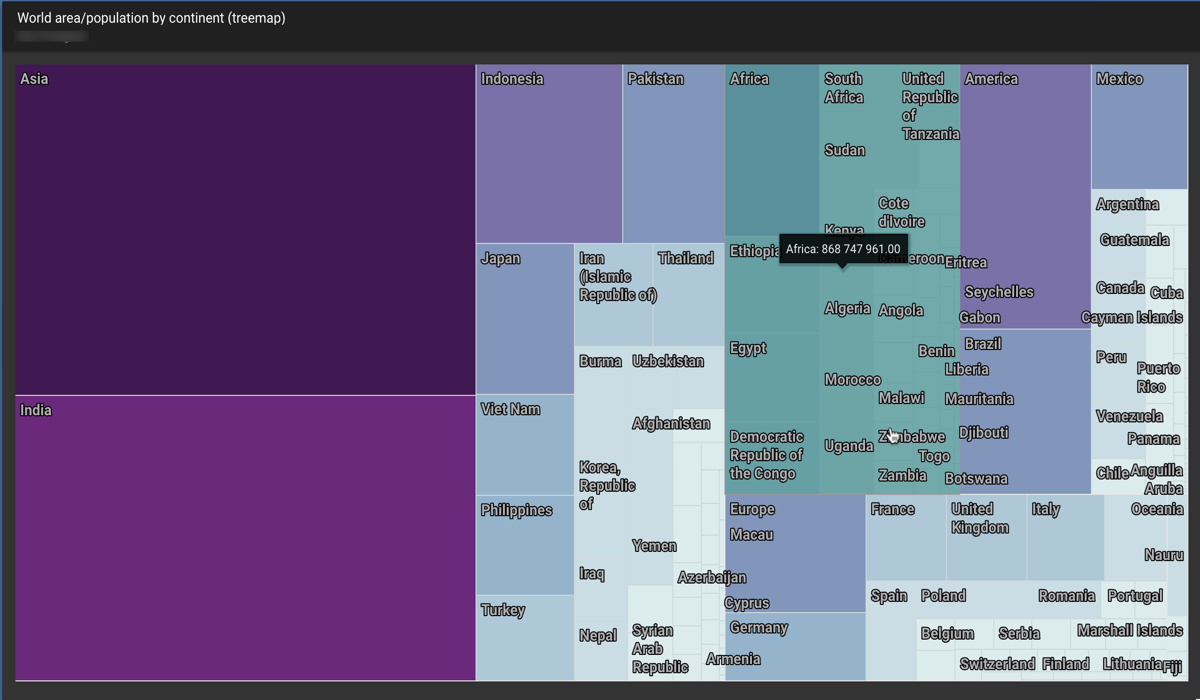 World area/population by continent (treemap)
Asia
India
Indonesia
Pakistan
Japan
Iran
(Islamic
Republic of)
Thailand
Viet Nam
Burma
Uzbekistan
Afghanistan
Philippines
Korea,
Republic
of
Yemen
Iraq
Azerbaijan
Turkey
Nepal
Syrian
Arab
Republic
Armenia
Africa
South
Africa
United
Republic
of
Tanzania
Sudan
Cote
d'Ivoire
Kenya
Ethiopia
Africa: 868 747 961.00
Cameroon
Eritrea
Seychelles
Algeria
Angola
Gabon
Egypt
Benin
Liberia
Morocco
Malawi
Mauritania
Democratic
Republic of
the Congo
Uganda
Zimbabwe
Togo
Djibouti
Zambia
Botswana
America
Mexico
Argentina
Guatemala
Canada
Cuba
Cayman Islands
Brazil
Peru
Puerto
Rico
Venezuela
Panama
Chile
Anguilla
Aruba
Europe
Macau
France
United
Kingdom
Italy
Oceania
Nauru
Cyprus
Spain
Poland
Romania
Portugal
Germany
Belgium
Serbia
Marshall Islands
Switzerland
Finland
Lithuania
Fiji